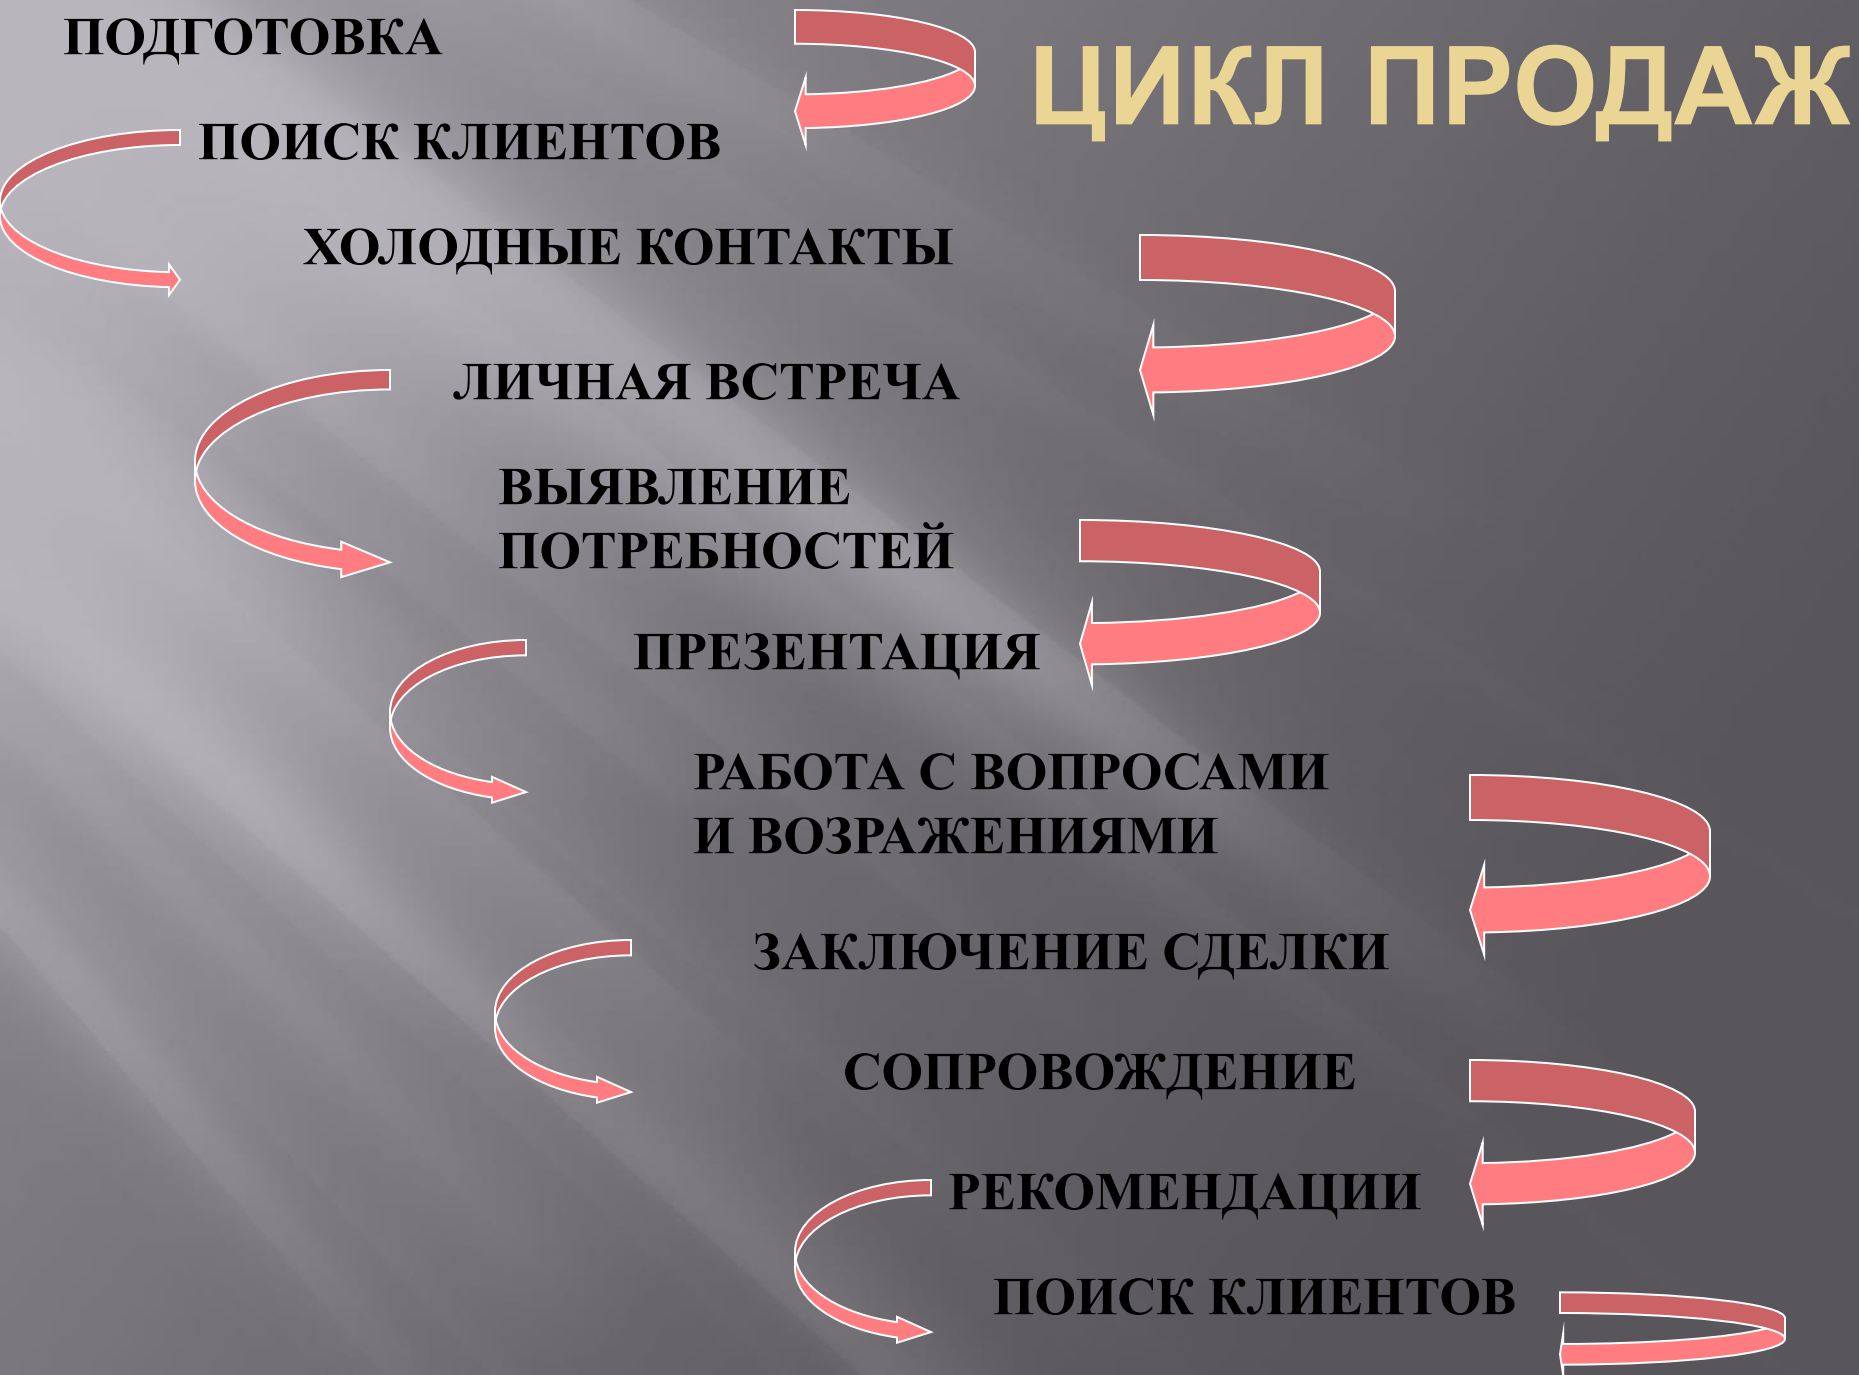 ЦИКЛ ПРОДАЖ
ПОДГОТОВКА
ПОИСК КЛИЕНТОВ
ХОЛОДНЫЕ КОНТАКТЫ
ЛИЧНАЯ ВСТРЕЧА
ВЫЯВЛЕНИЕ
ПОТРЕБНОСТЕЙ
ПРЕЗЕНТАЦИЯ
РАБОТА С ВОПРОСАМИ
И ВОЗРАЖЕНИЯМИ
ЗАКЛЮЧЕНИЕ СДЕЛКИ
СОПРОВОЖДЕНИЕ
РЕКОМЕНДАЦИИ
ПОИСК КЛИЕНТОВ